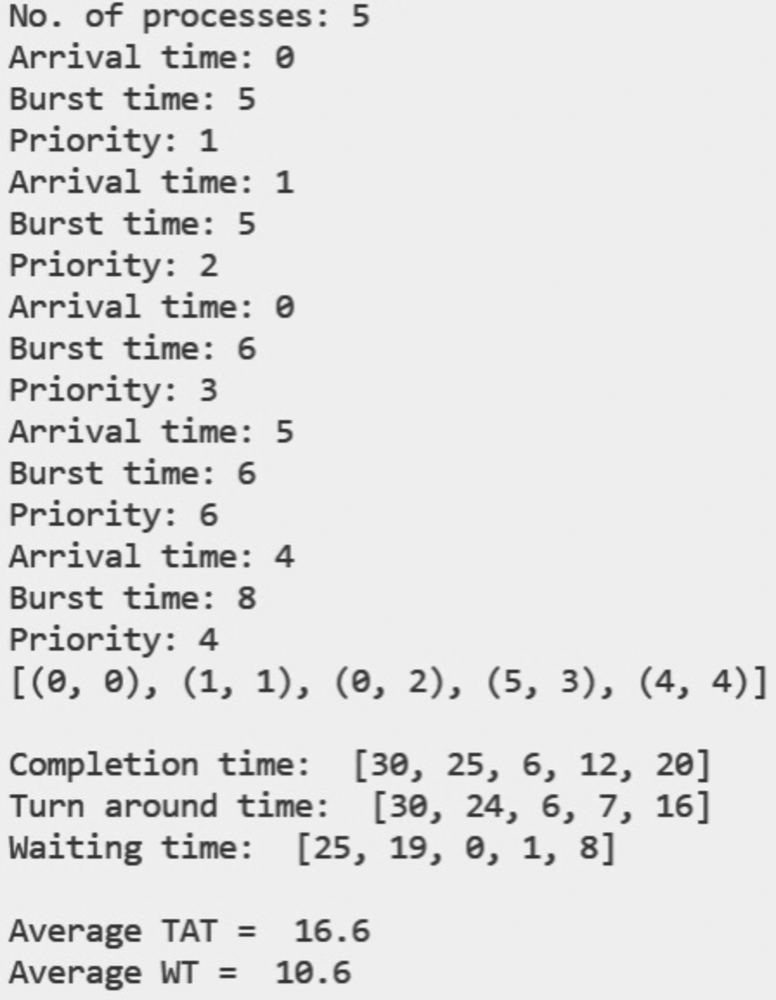 No. of processes: 5
Arrival time: 0
Burst time: 5
Priority: 1
Arrival time: 1
Burst time: 5
Priority: 2
Arrival time: 0
Burst time: 6
Priority: 3
Arrival time: 5
Burst time: 6
Priority: 6
Arrival time: 4
Burst time: 8
Priority: 4
[(0, 0), (1, 1), (0, 2), (5, 3), (4, 4)]
Completion time:  [30, 25, 6, 12, 20]
Turn around time:  [30, 24, 6, 7, 16]
Waiting time:  [25, 19, 0, 1, 8]
Average TAT =  16.6
Average WT =  10.6